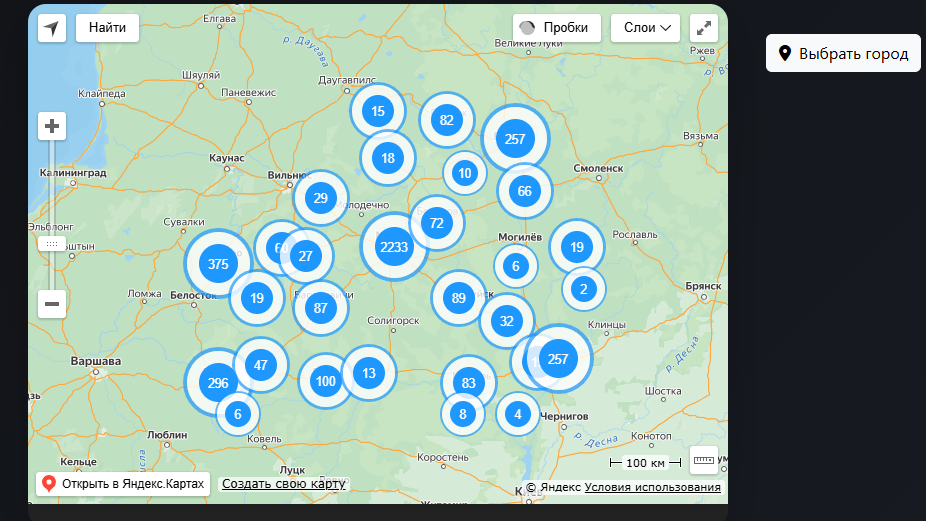 Елгава
Найти
Пробки
Слои
Выбрать город
р. Даугава
Великие Луки
Ржев
Шяуляй
Даугавпилс
Клайпеда
Паневежис
15
82
257
Вязьма
Каунас
18
10
Смоленск
Калининград
Вильнюс
29
66
Молодечно
Сувалки
72
Эльблонг
Могилёв
Рославль
2233
19
60
27
375
6
Ломжа
Белосток
19
87
89
2
Брянск
Солигорск
32
Клинцы
Варшава
257
р. Десна
296
47
100
13
83
Шостка
6
8
4
Чернигов
Люблин
Ковель
р. Десна
Конотоп
Кельце
Луцк
Коростень
100 км
Открыть в Яндекс.Картах
Создать свою карту
© Яндекс Условия использования